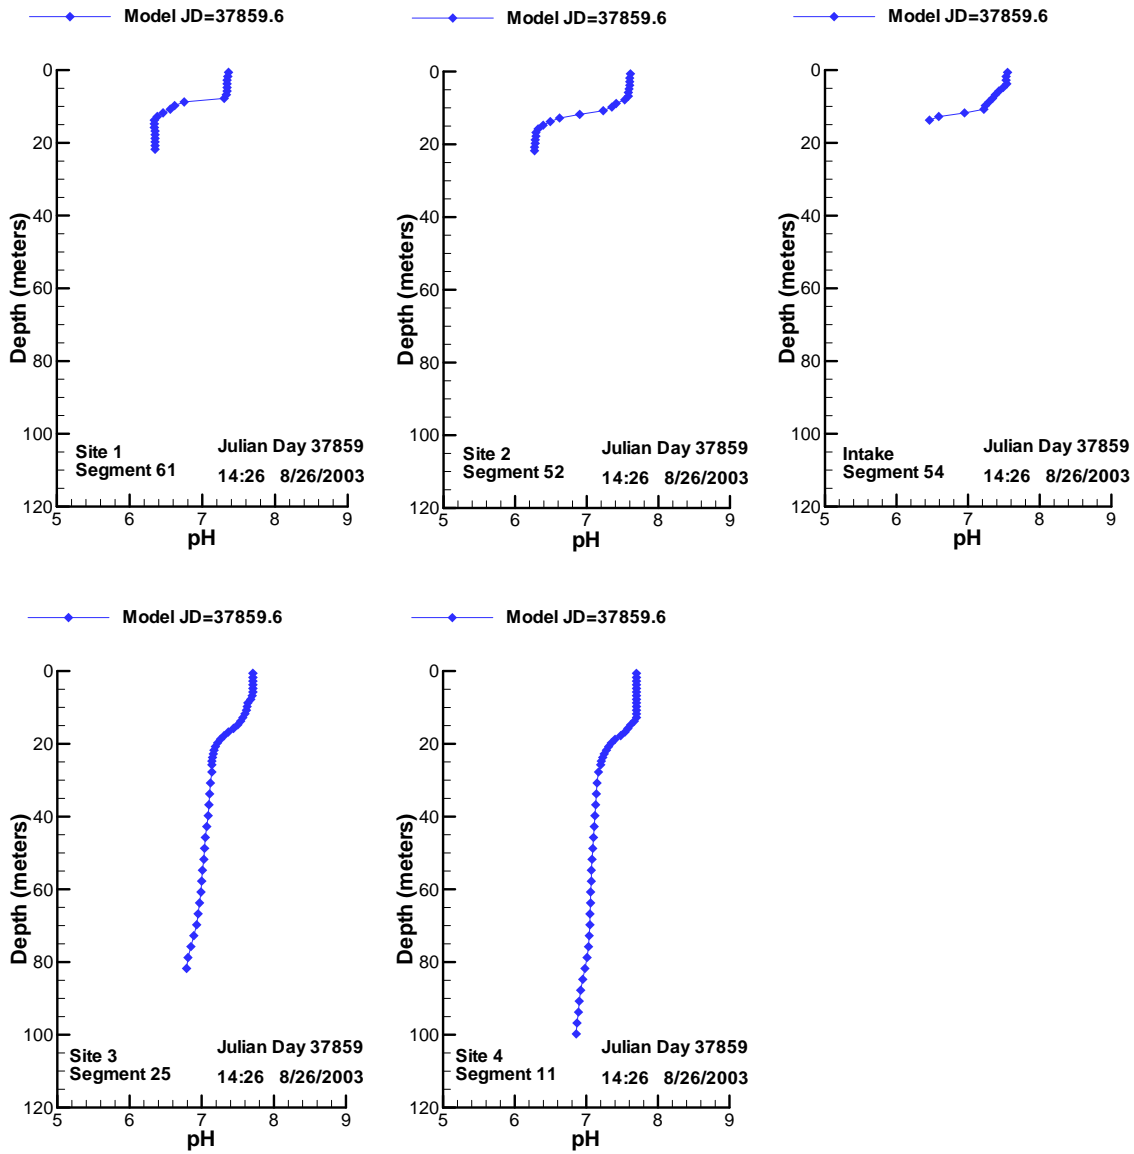 Model JD=37859.6
0
20
40
60
80
100
120
Depth (meters)
Site 1
Segment 61
Julian Day 37859
14:26 8/26/2003
5 6 7 8 9
pH
Model JD=37859.6
0
20
40
60
80
100
120
Depth (meters)
Site 2
Segment 52
Julian Day 37859
14:26 8/26/2003
5 6 7 8 9
pH
Model JD=37859.6
0
20
40
60
80
100
120
Depth (meters)
Intake
Segment 54
Julian Day 37859
14:26 8/26/2003
5 6 7 8 9
pH
Model JD=37859.6
0
20
40
60
80
100
120
Depth (meters)
Site 3
Segment 25
Julian Day 37859
14:26 8/26/2003
5 6 7 8 9
pH
Model JD=37859.6
0
20
40
60
80
100
120
Depth (meters)
Site 4
Segment 11
Julian Day 37859
14:26 8/26/2003
5 6 7 8 9
pH